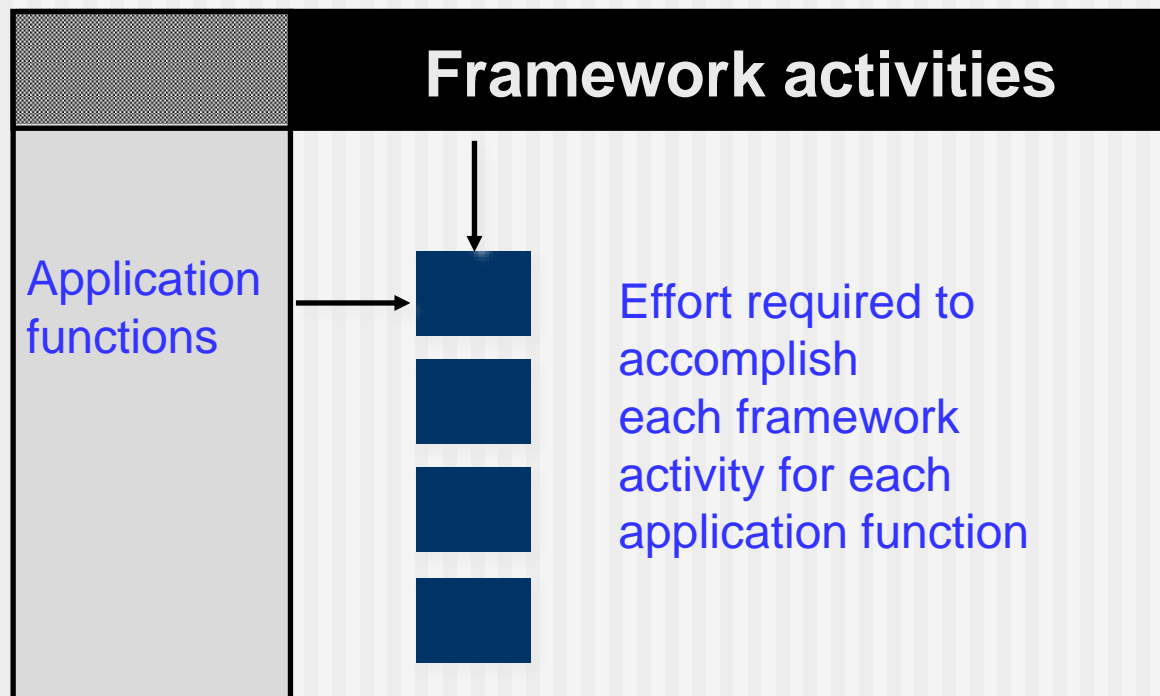 Framework activities
Application
functions
Effort required to
accomplish
each framework
activity for each
application function